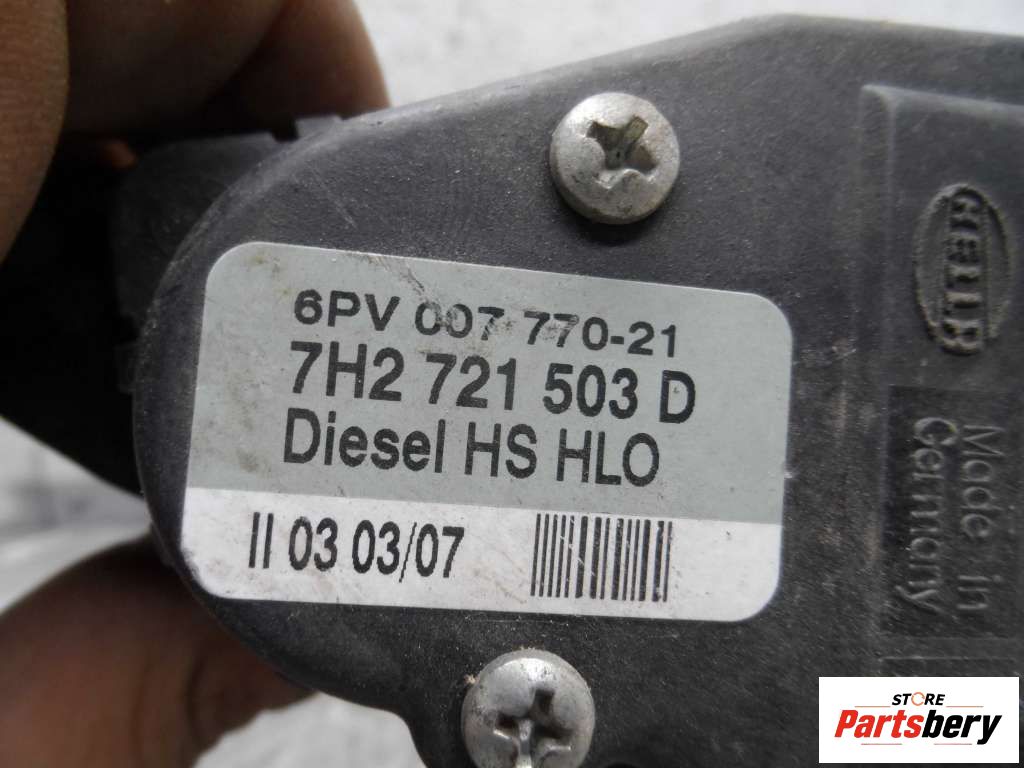 HELLA
6PV 007 770-21
7H2 721 503 D
Diesel HS HLO
II 03 03/07
Made in
Germany
STORE
Partsbery